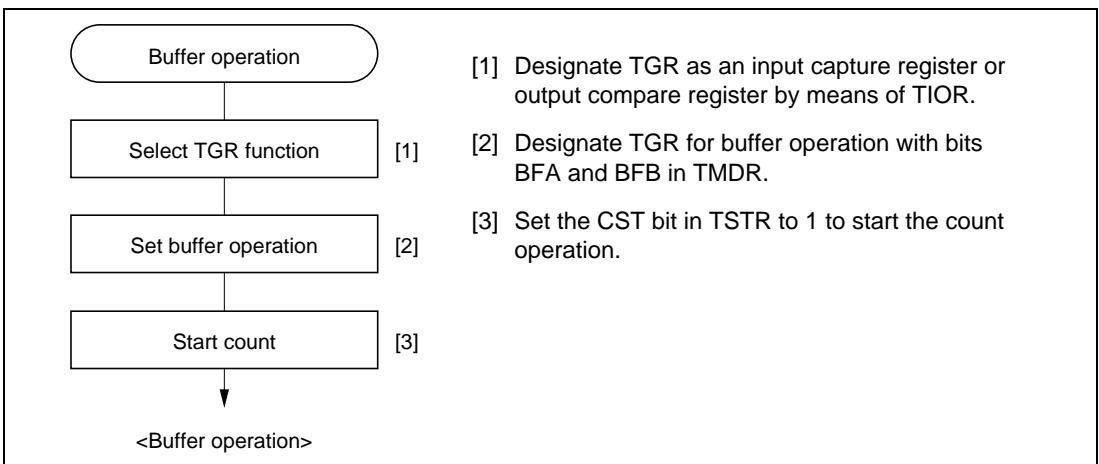 Buffer operation
Select TGR function
[1]
Set buffer operation
[2]
Start count
[3]
<Buffer operation>
[1] Designate TGR as an input capture register or
output compare register by means of TIOR.
[2] Designate TGR for buffer operation with bits
BFA and BFB in TMDR.
[3] Set the CST bit in TSTR to 1 to start the count
operation.